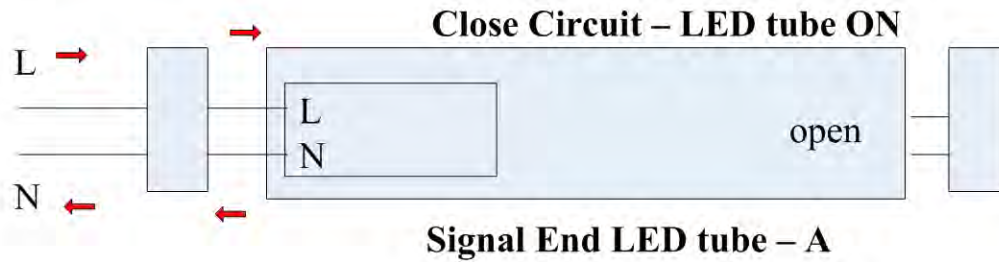 Close Circuit – LED tube ON
L
L
N
open
N
Signal End LED tube – A